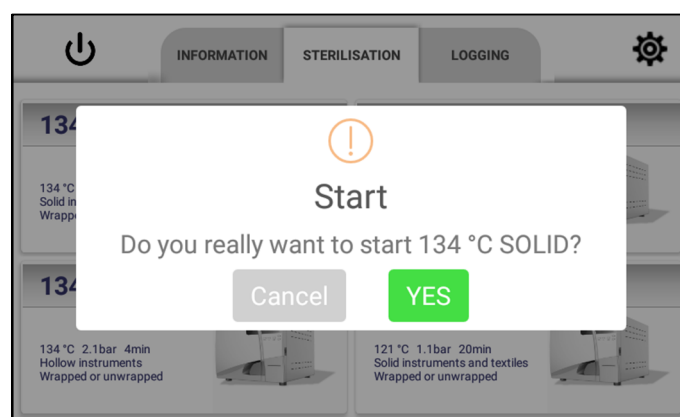 INFORMATION STERILISATION LOGGING
134
Start
Do you really want to start 134 °C SOLID?
Cancel YES
134 °C
Solid in
Wrapp
134
134 °C 2.1bar 4min
Hollow instruments
Wrapped or unwrapped
121 °C 1.1bar 20min
Solid instruments and textiles
Wrapped or unwrapped